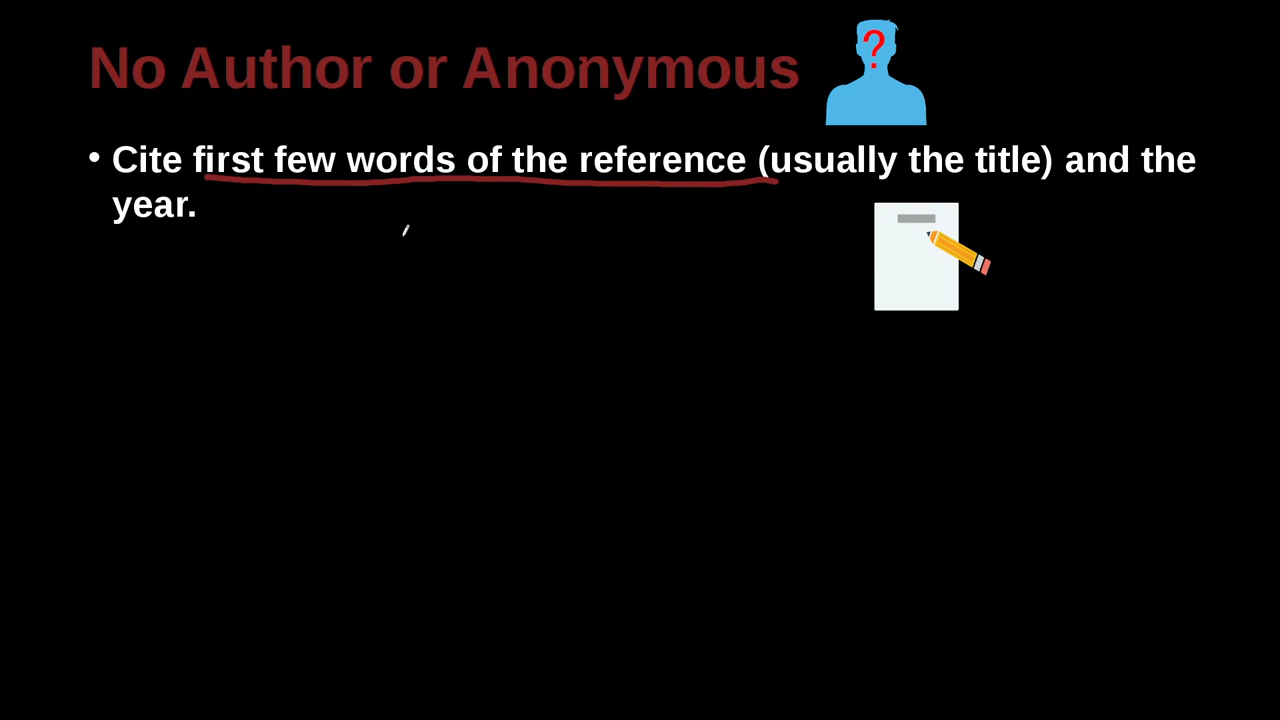 No Author or Anonymous
?
• Cite first few words of the reference (usually the title) and the
year.